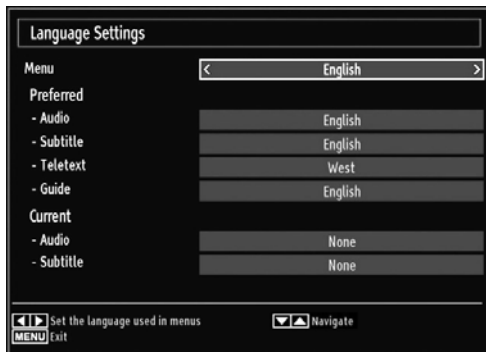 Language Settings
Menu < English >
Preferred
- Audio English
- Subtitle English
- Teletext West
- Guide English
Current
- Audio None
- Subtitle None
◀ ▶ Set the language used in menus ▼ ▲ Navigate
MENU Exit